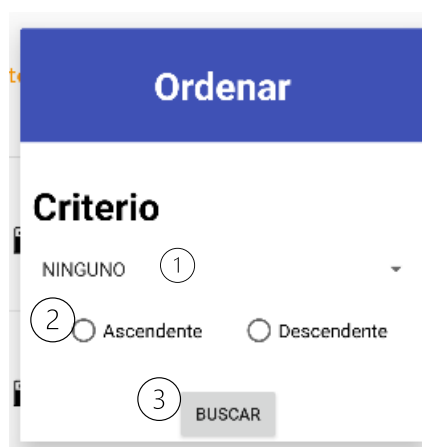 Ordenar
Criterio
NINGUNO 1
2 Ascendente Descendente
3 BUSCAR